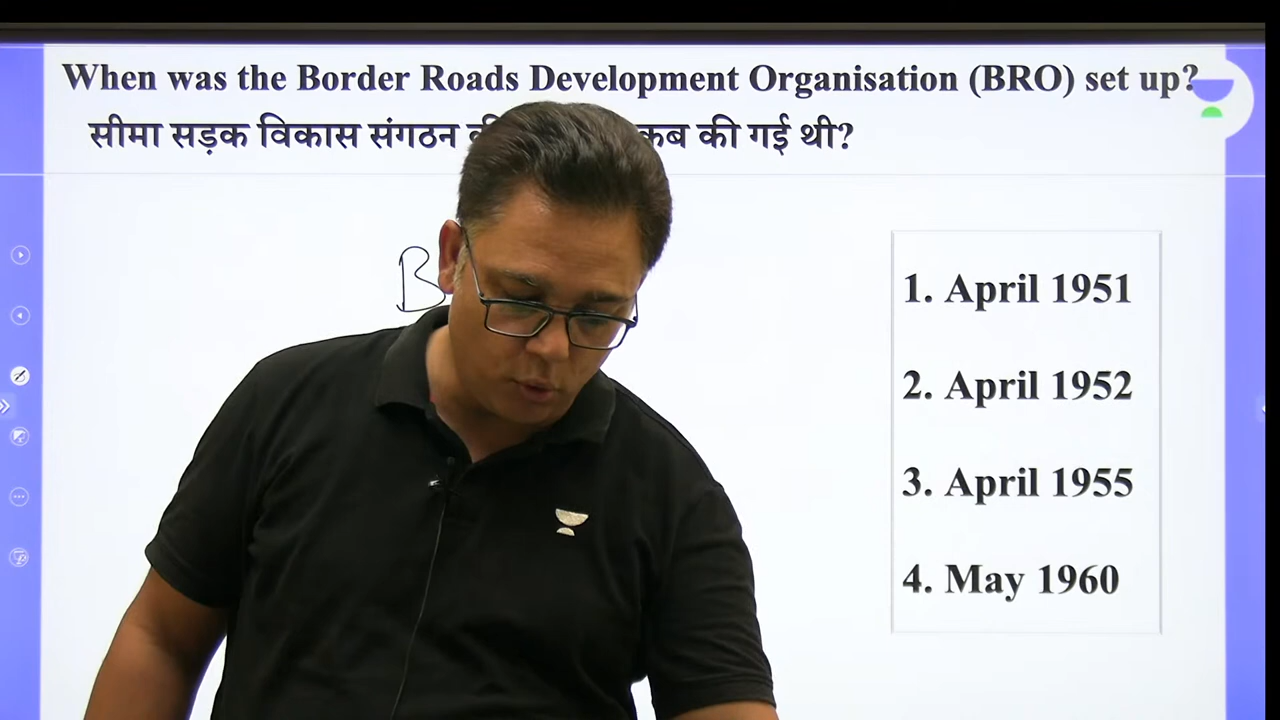 When was the Border Roads Development Organisation (BRO) set up?
सीमा सड़क विकास संगठन कब की गई थी?
B
1. April 1951
2. April 1952
3. April 1955
4. May 1960